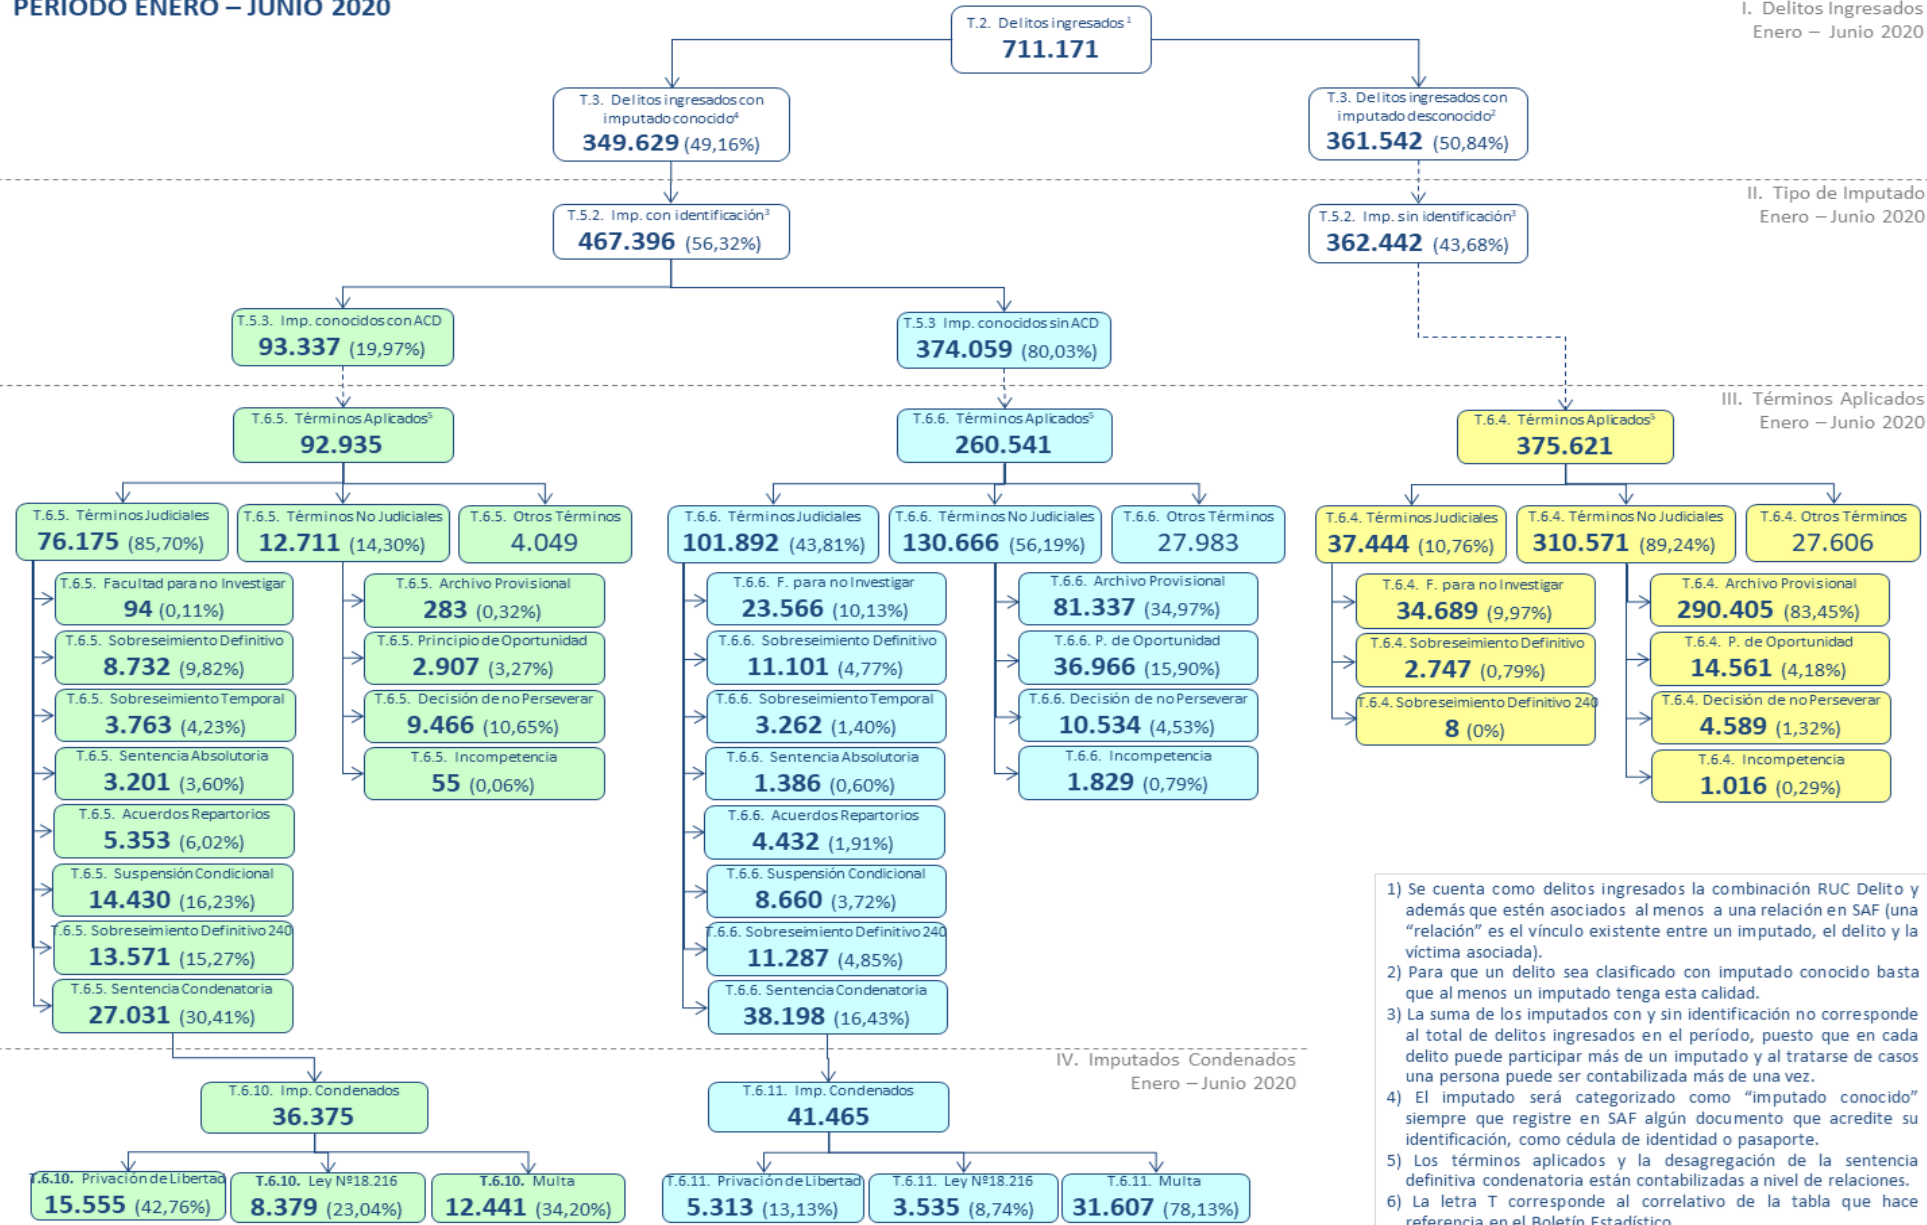 PERÍODO ENERO – JUNIO 2020
I. Delitos Ingresados
Enero – Junio 2020
T.2. Delitos ingresados ¹
711.171
T.3. Delitos ingresados con
imputado conocido⁴
349.629 (49,16%)
T.3. Delitos ingresados con
imputado desconocido²
361.542 (50,84%)
II. Tipo de Imputado
Enero – Junio 2020
T.5.2. Imp. con identificación³
467.396 (56,32%)
T.5.2. Imp. sin identificación³
362.442 (43,68%)
T.5.3. Imp. conocidos con ACD
93.337 (19,97%)
T.5.3 Imp. conocidos sin ACD
374.059 (80,03%)
III. Términos Aplicados
Enero – Junio 2020
T.6.5. Términos Aplicados⁵
92.935
T.6.6. Términos Aplicados⁵
260.541
T.6.4. Términos Aplicados⁵
375.621
T.6.5. Términos Judiciales
76.175 (85,70%)
T.6.5. Términos No Judiciales
12.711 (14,30%)
T.6.5. Otros Términos
4.049
T.6.6. Términos Judiciales
101.892 (43,81%)
T.6.6. Términos No Judiciales
130.666 (56,19%)
T.6.6. Otros Términos
27.983
T.6.4. Términos Judiciales
37.444 (10,76%)
T.6.4. Términos No Judiciales
310.571 (89,24%)
T.6.4. Otros Términos
27.606
T.6.5. Facultad para no Investigar
94 (0,11%)
T.6.5. Sobreseimiento Definitivo
8.732 (9,82%)
T.6.5. Sobreseimiento Temporal
3.763 (4,23%)
T.6.5. Sentencia Absolutoria
3.201 (3,60%)
T.6.5. Acuerdos Repartorios
5.353 (6,02%)
T.6.5. Suspensión Condicional
14.430 (16,23%)
T.6.5. Sobreseimiento Definitivo 240
13.571 (15,27%)
T.6.5. Sentencia Condenatoria
27.031 (30,41%)
T.6.5. Archivo Provisional
283 (0,32%)
T.6.5. Principio de Oportunidad
2.907 (3,27%)
T.6.5. Decisión de no Perseverar
9.466 (10,65%)
T.6.5. Incompetencia
55 (0,06%)
T.6.6. F. para no Investigar
23.566 (10,13%)
T.6.6. Sobreseimiento Definitivo
11.101 (4,77%)
T.6.6. Sobreseimiento Temporal
3.262 (1,40%)
T.6.6. Sentencia Absolutoria
1.386 (0,60%)
T.6.6. Acuerdos Repartorios
4.432 (1,91%)
T.6.6. Suspensión Condicional
8.660 (3,72%)
T.6.6. Sobreseimiento Definitivo 240
11.287 (4,85%)
T.6.6. Sentencia Condenatoria
38.198 (16,43%)
T.6.6. Archivo Provisional
81.337 (34,97%)
T.6.6. P. de Oportunidad
36.966 (15,90%)
T.6.6. Decisión de no Perseverar
10.534 (4,53%)
T.6.6. Incompetencia
1.829 (0,79%)
T.6.4. F. para no Investigar
34.689 (9,97%)
T.6.4. Sobreseimiento Definitivo
2.747 (0,79%)
T.6.4. Sobreseimiento Definitivo 240
8 (0%)
T.6.4. Archivo Provisional
290.405 (83,45%)
T.6.4. P. de Oportunidad
14.561 (4,18%)
T.6.4. Decisión de no Perseverar
4.589 (1,32%)
T.6.4. Incompetencia
1.016 (0,29%)
IV. Imputados Condenados
Enero – Junio 2020
T.6.10. Imp. Condenados
36.375
T.6.11. Imp. Condenados
41.465
T.6.10. Privación de Libertad
15.555 (42,76%)
T.6.10. Ley Nº18.216
8.379 (23,04%)
T.6.10. Multa
12.441 (34,20%)
T.6.11. Privación de Libertad
5.313 (13,13%)
T.6.11. Ley Nº18.216
3.535 (8,74%)
T.6.11. Multa
31.607 (78,13%)
1) Se cuenta como delitos ingresados la combinación RUC Delito y
además que estén asociados al menos a una relación en SAF (una
“relación” es el vínculo existente entre un imputado, el delito y la
víctima asociada).
2) Para que un delito sea clasificado con imputado conocido basta
que al menos un imputado tenga esta calidad.
3) La suma de los imputados con y sin identificación no corresponde
al total de delitos ingresados en el período, puesto que en cada
delito puede participar más de un imputado y al tratarse de casos
una persona puede ser contabilizada más de una vez.
4) El imputado será categorizado como “imputado conocido”
siempre que registre en SAF algún documento que acredite su
identificación, como cédula de identidad o pasaporte.
5) Los términos aplicados y la desagregación de la sentencia
definitiva condenatoria están contabilizadas a nivel de relaciones.
6) La letra T corresponde al correlativo de la tabla que hace
referencia en el Boletín Estadístico